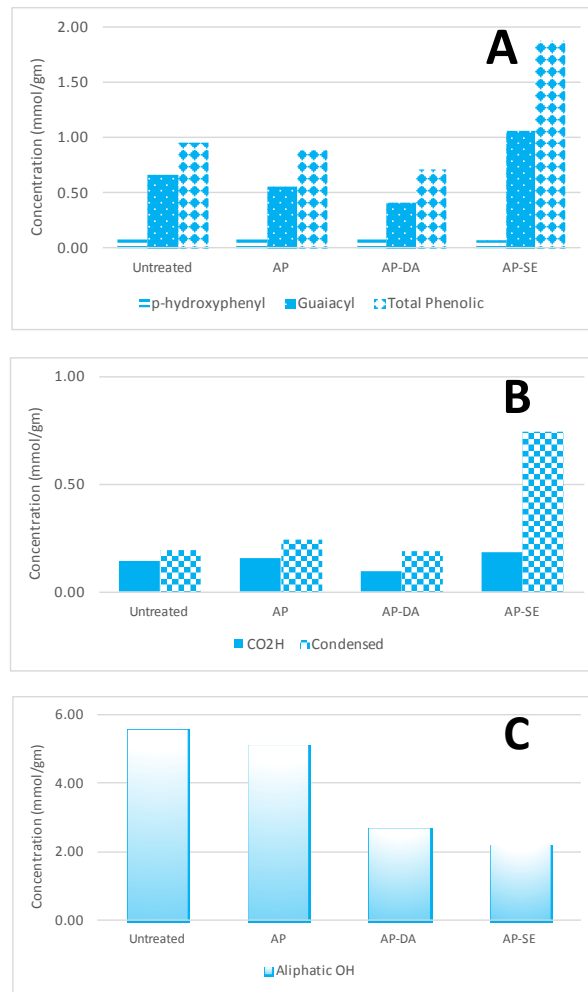 A
2.00
1.50
1.00
0.50
0.00
Concentration (mmol/gm)
Untreated AP AP-DA AP-SE
p-hydroxyphenyl Guaiacyl Total Phenolic
B
1.00
0.50
0.00
Concentration (mmol/gm)
Untreated AP AP-DA AP-SE
CO2H Condensed
C
6.00
4.00
2.00
0.00
Concentration (mmol/gm)
Untreated AP AP-DA AP-SE
Aliphatic OH